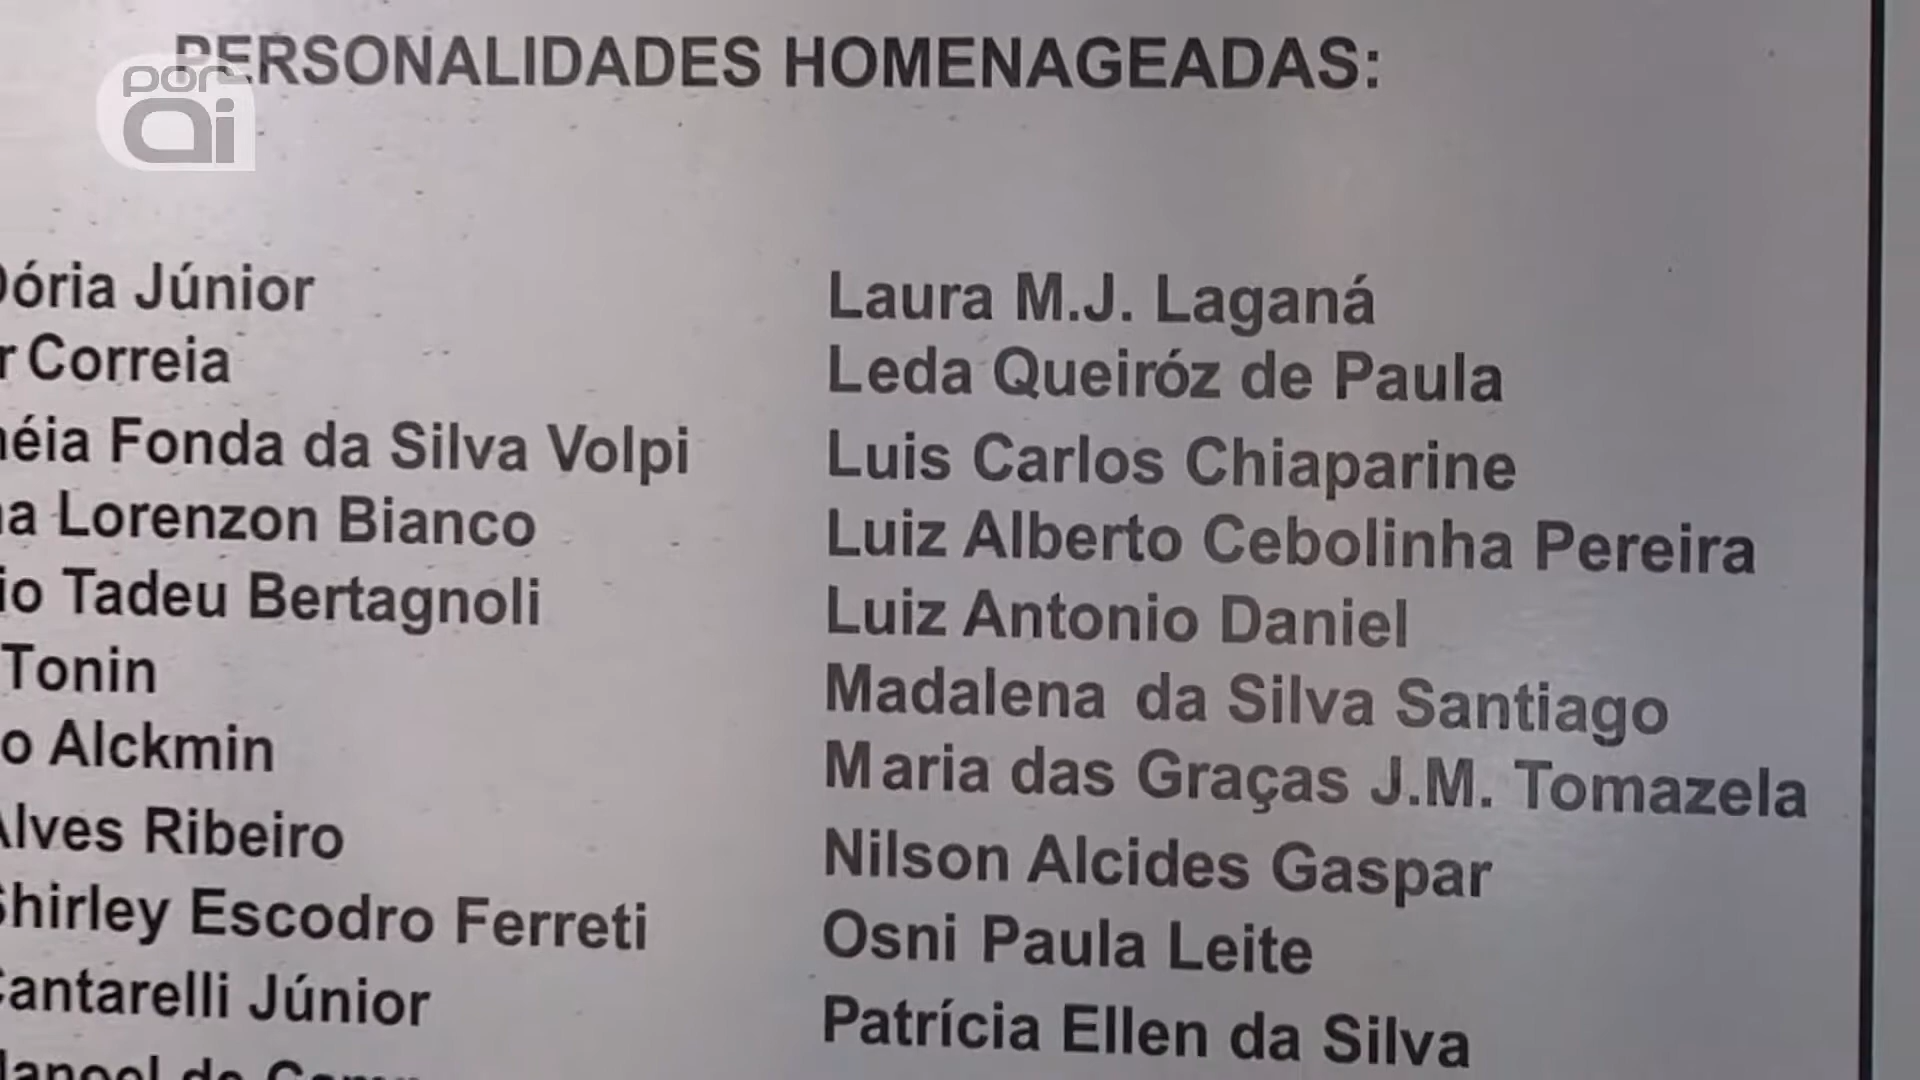 PERSONALIDADES HOMENAGEADAS:
por
ai
Dória Júnior
Correia
Fonda da Silva Volpi
Lorenzon Bianco
Tadeu Bertagnoli
Tonin
Alckmin
Alves Ribeiro
Shirley Escodro Ferreti
Cantarelli Júnior
Laura M.J. Laganá
Leda Queiróz de Paula
Luis Carlos Chiaparine
Luiz Alberto Cebolinha Pereira
Luiz Antonio Daniel
Madalena da Silva Santiago
Maria das Graças J.M. Tomazela
Nilson Alcides Gaspar
Osni Paula Leite
Patrícia Ellen da Silva